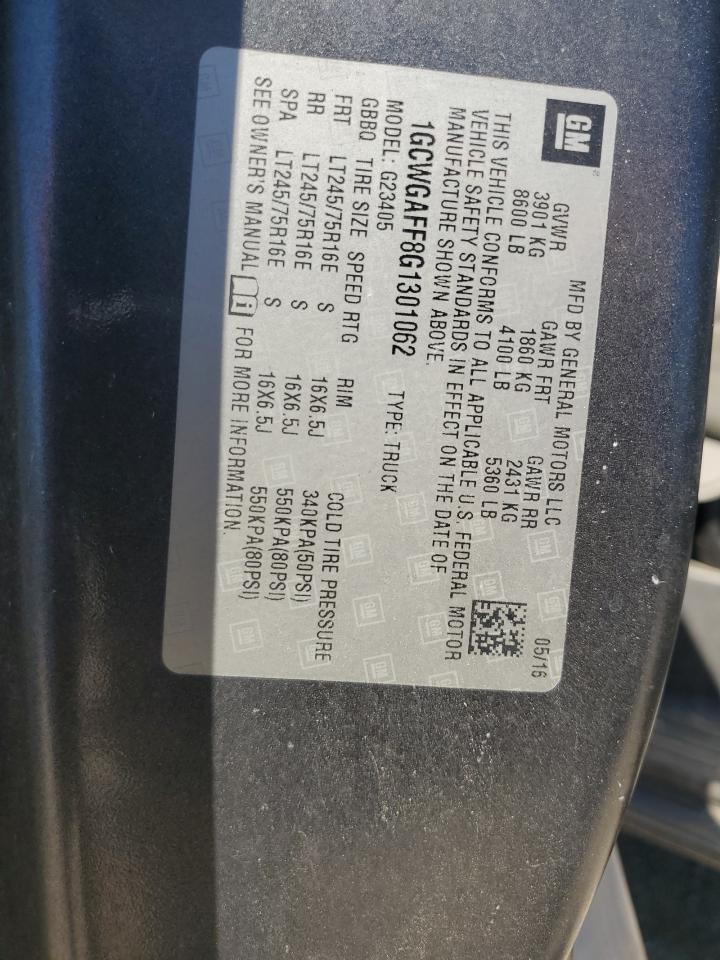 GM
MFD BY GENERAL MOTORS LLC 05/16
GVWR GAWR FRT GAWR RR
3901 KG 1860 KG 2431 KG
8600 LB 4100 LB 5360 LB
THIS VEHICLE CONFORMS TO ALL APPLICABLE U.S. FEDERAL MOTOR
VEHICLE SAFETY STANDARDS IN EFFECT ON THE DATE OF
MANUFACTURE SHOWN ABOVE.
1GCWGAFF8G1301062
MODEL: G23405 TYPE: TRUCK
GBBQ TIRE SIZE SPEED RTG RIM COLD TIRE PRESSURE
FRT LT245/75R16E S 16X6.5J 340KPA(50PSI)
RR LT245/75R16E S 16X6.5J 550KPA(80PSI)
SPA LT245/75R16E S 16X6.5J 550KPA(80PSI)
SEE OWNER'S MANUAL i FOR MORE INFORMATION.